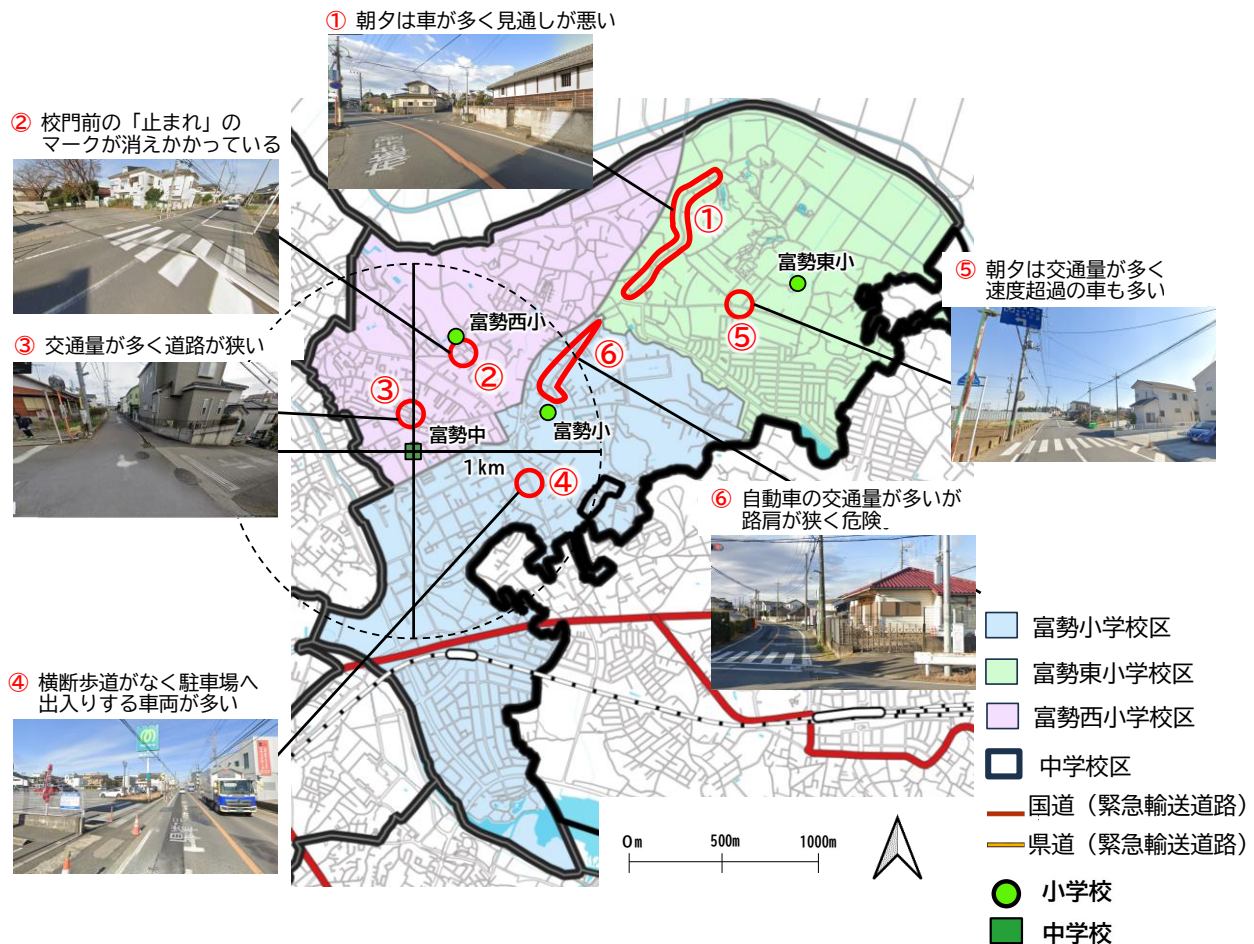 ① 朝夕は車が多く見通しが悪い
② 校門前の「止まれ」の
マークが消えかかっている
③ 交通量が多く道路が狭い
④ 横断歩道がなく駐車場へ
出入りする車両が多い
⑤ 朝夕は交通量が多く
速度超過の車も多い
⑥ 自動車の交通量が多いが
路肩が狭く危険
①
富勢東小
⑤
富勢西小
②
⑥
③
富勢小
富勢中
1km
④
0m 500m 1000m
富勢小学校区
富勢東小学校区
富勢西小学校区
中学校区
国道（緊急輸送道路）
県道（緊急輸送道路）
小学校
中学校